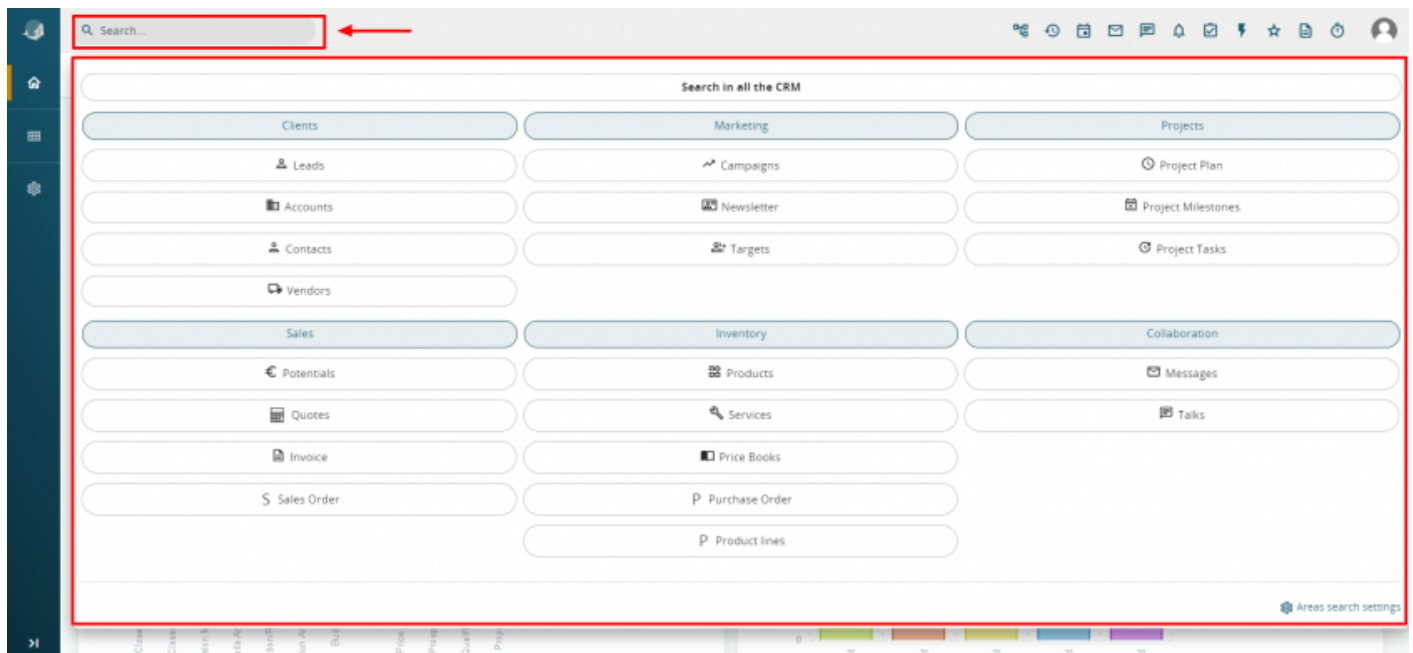 Search...
Search in all the CRM
Clients
Marketing
Projects
Leads
Campaigns
Project Plan
Accounts
Newsletter
Project Milestones
Contacts
Targets
Project Tasks
Vendors
Sales
Inventory
Collaboration
€ Potentials
Products
Messages
Quotes
Services
Talks
Invoice
Price Books
S Sales Order
P Purchase Order
P Product lines
Areas search settings
0